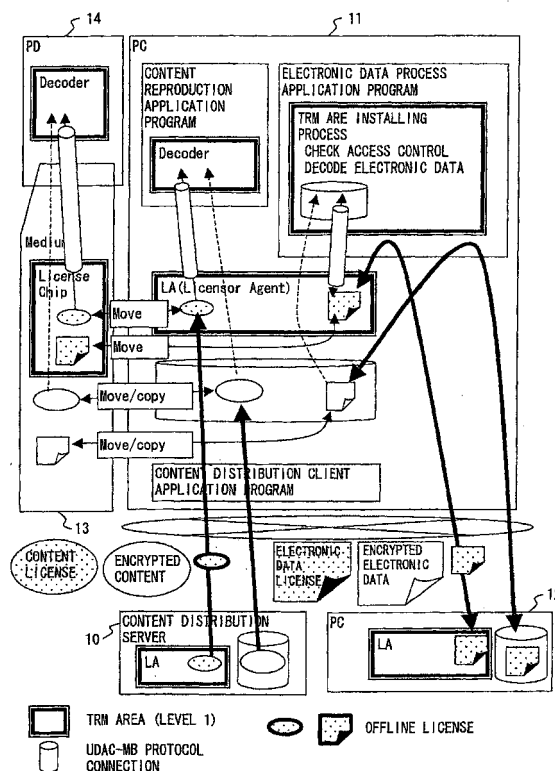 14
11
PD
PC
Decoder
CONTENT
REPRODUCTION
APPLICATION
PROGRAM
Decoder
ELECTRONIC DATA PROCESS
APPLICATION PROGRAM
TRM ARE INSTALLING
PROCESS
CHECK ACCESS CONTROL
DECODE ELECTRONIC DATA
Medium
License
Chip
LA(Licensor Agent)
Move
Move
Move/copy
Move/copy
CONTENT DISTRIBUTION CLIENT
APPLICATION PROGRAM
13
CONTENT
LICENSE
ENCRYPTED
CONTENT
ELECTRONIC
DATA
LICENSE
ENCRYPTED
ELECTRONIC
DATA
10
CONTENT DISTRIBUTION
SERVER
LA
PC
LA
TRM AREA (LEVEL 1)
OFFLINE LICENSE
UDAC-MB PROTOCOL
CONNECTION